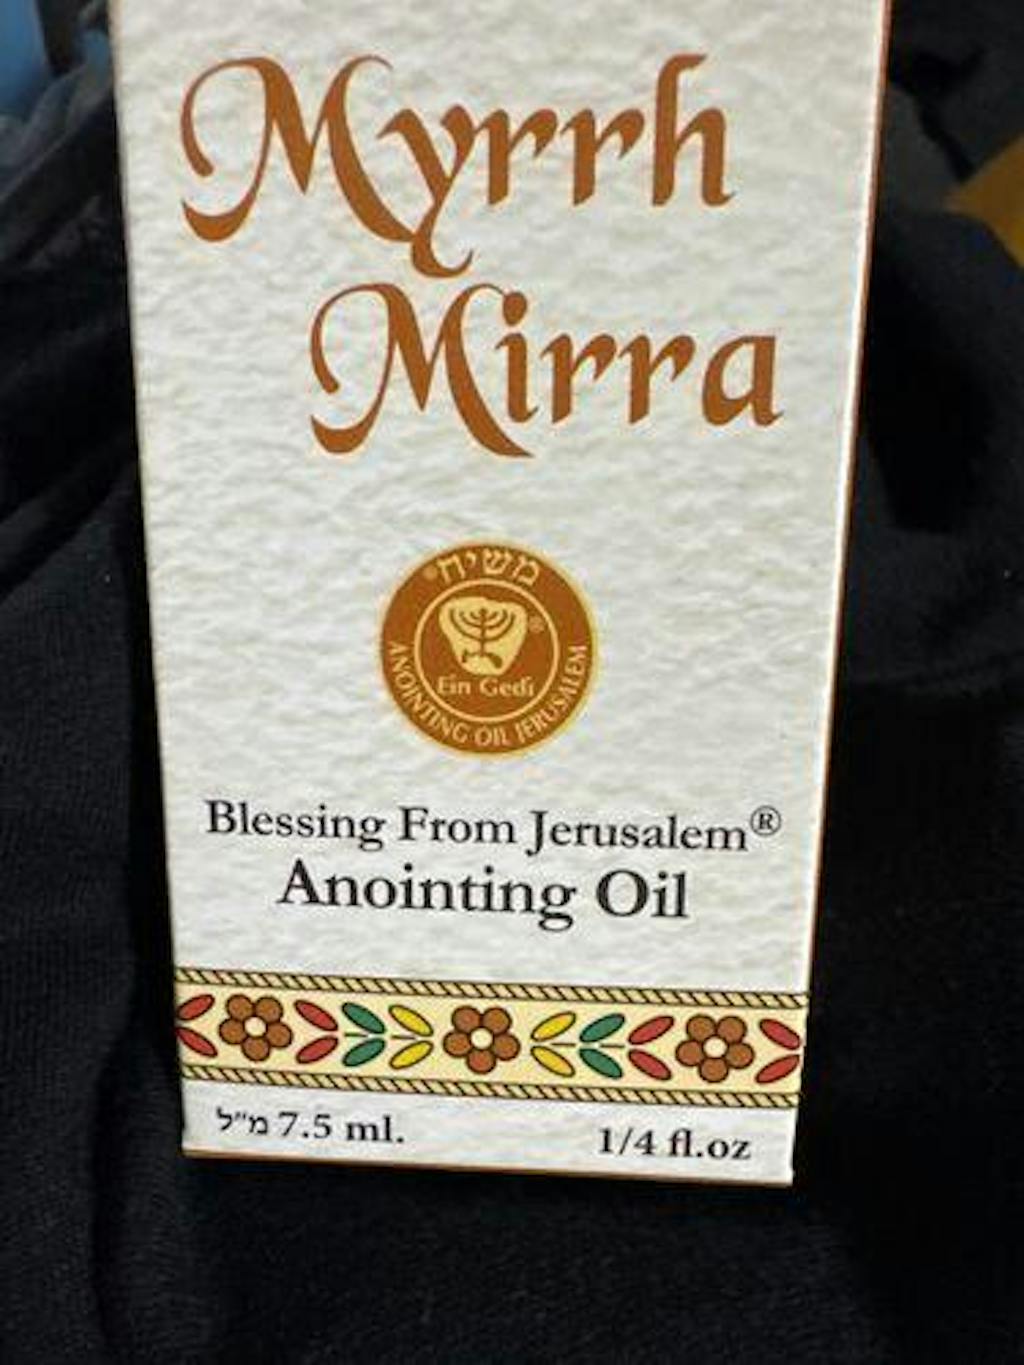 Myrrh
Mirra
משיח®
®
Ein Gedi
ANOINTING OIL JERUSALEM
Blessing From Jerusalem®
Anointing Oil
מ"ל 7.5 ml.
1/4 fl.oz